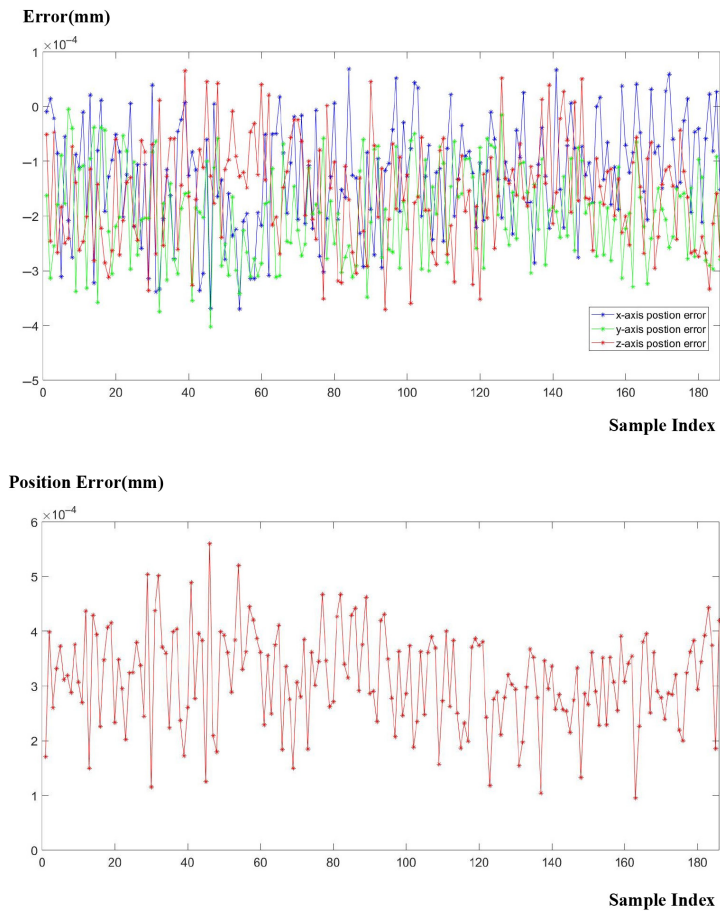 Error(mm)
×10⁻⁴
1
0
−1
−2
−3
−4
−5
x-axis postion error
y-axis postion error
z-axis postion error
0 20 40 60 80 100 120 140 160 180
Sample Index
Position Error(mm)
×10⁻⁴
6
5
4
3
2
1
0
0 20 40 60 80 100 120 140 160 180
Sample Index